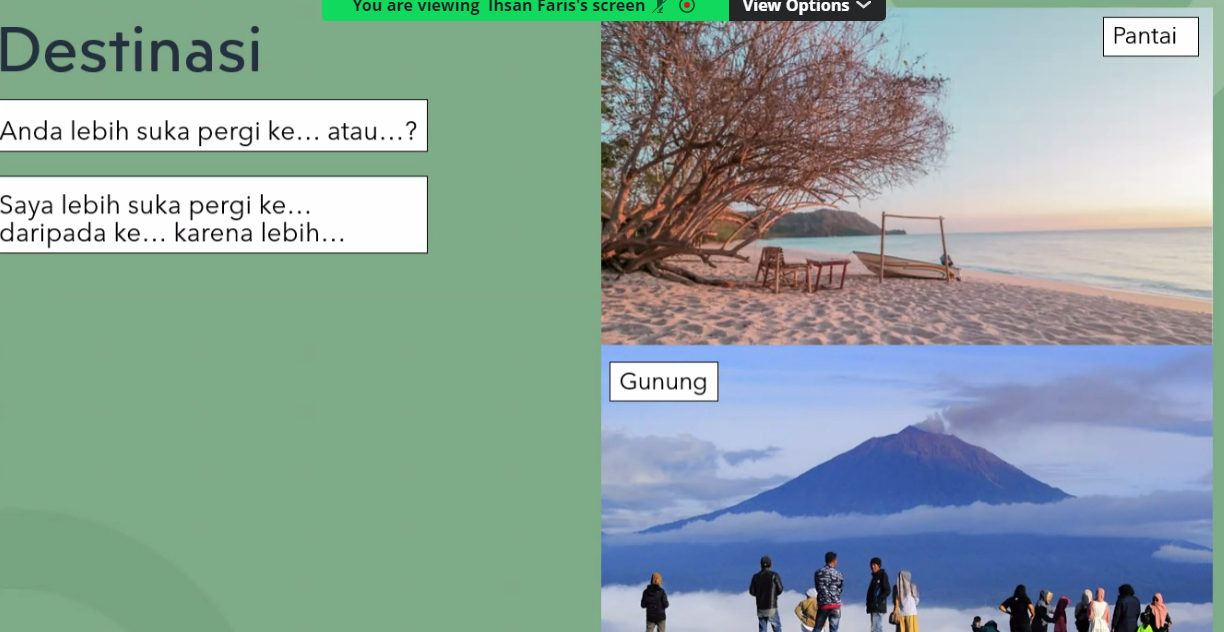 You are viewing Ihsan Faris's screen
View Options
Destinasi
Anda lebih suka pergi ke... atau...?
Saya lebih suka pergi ke...
daripada ke... karena lebih...
Pantai
Gunung